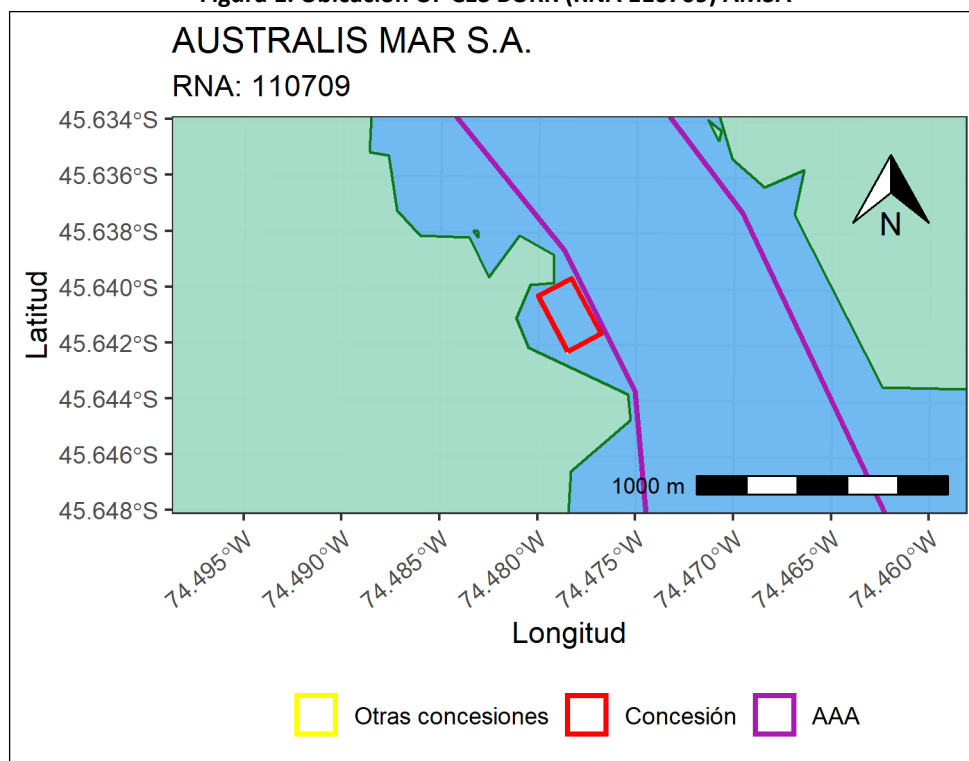 AUSTRALIS MAR S.A.
RNA: 110709
45.634°S
45.636°S
45.638°S
45.640°S
45.642°S
45.644°S
45.646°S
45.648°S
Latitud
N
1000 m
74.495°W
74.490°W
74.485°W
74.480°W
74.475°W
74.470°W
74.465°W
74.460°W
Longitud
Otras concesiones
Concesión
AAA